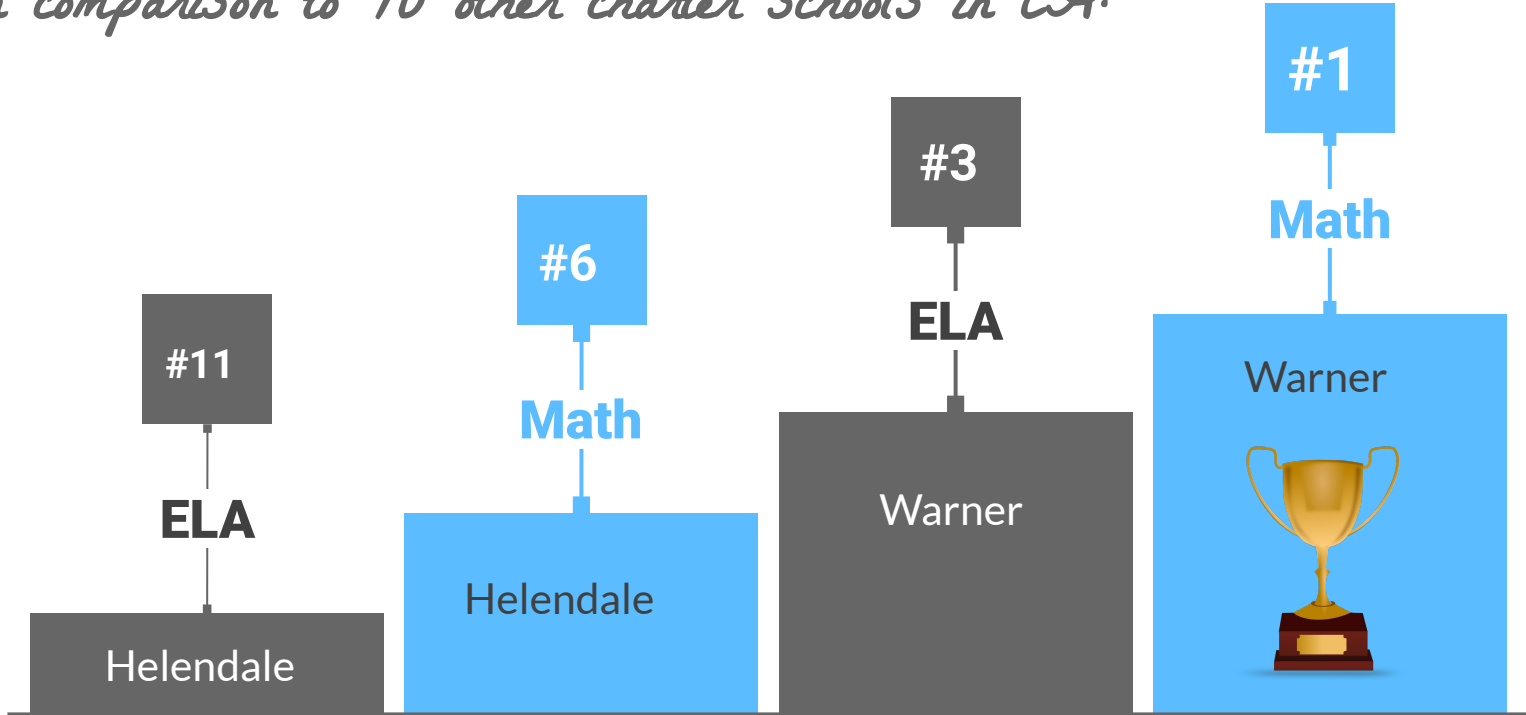 comparison to other charter schools in CA.
#11
ELA
Helendale
#6
Math
Helendale
#3
ELA
Warner
#1
Math
Warner